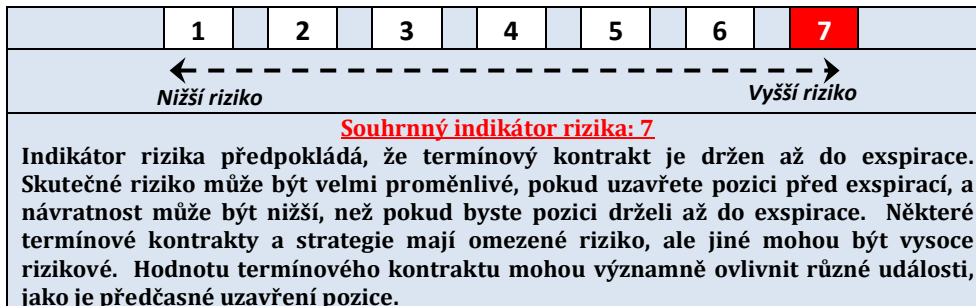 1 2 3 4 5 6 7
Nižší riziko Vyšší riziko
Souhrnný indikátor rizika: 7
Indikátor rizika předpokládá, že termínový kontrakt je držen až do exspirace.
Skutečné riziko může být velmi proměnlivé, pokud uzavřete pozici před exspirací, a
návratnost může být nižší, než pokud byste pozici drželi až do exspirace. Některé
termínové kontrakty a strategie mají omezené riziko, ale jiné mohou být vysoce
rizikové. Hodnotu termínového kontraktu mohou významně ovlivnit různé události,
jako je předčasné uzavření pozice.